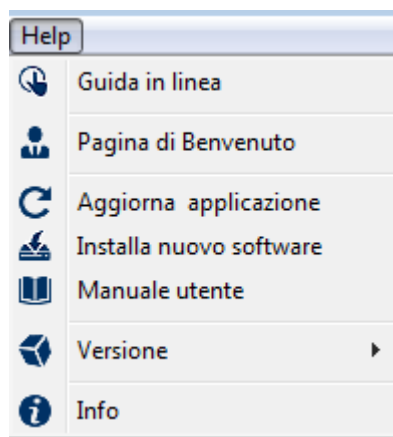 Help
Guida in linea
Pagina di Benvenuto
Aggiorna applicazione
Installa nuovo software
Manuale utente
Versione
Info